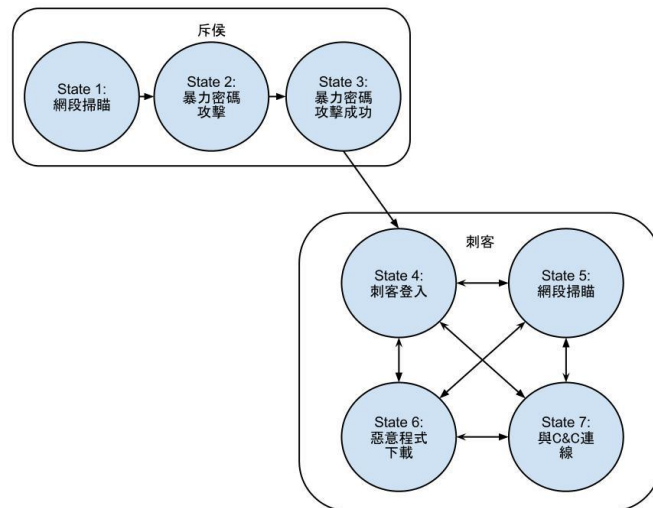 斥侯
State 1:
網段掃瞄
State 2:
暴力密碼
攻擊
State 3:
暴力密碼
攻擊成功
刺客
State 4:
刺客登入
State 5:
網段掃瞄
State 6:
惡意程式
下載
State 7:
與C&C連
線